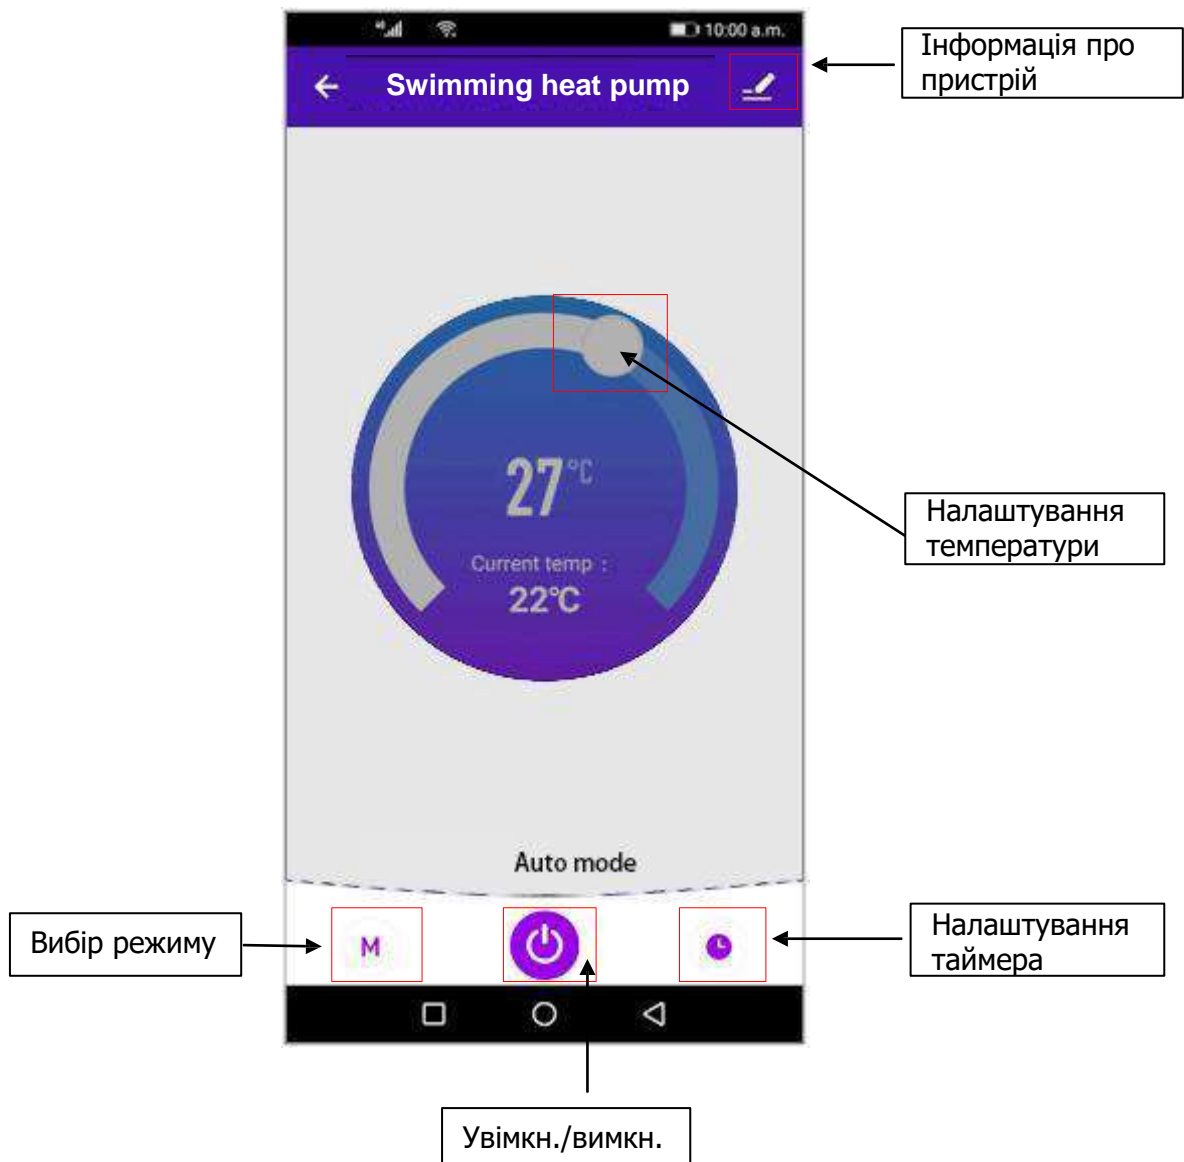 10:00 a.m.
Інформація про
пристрій
Swimming heat pump
27°C
Налаштування
температури
Current temp :
22°C
Auto mode
Вибір режиму
M
Налаштування
таймера
Увімкн./вимкн.